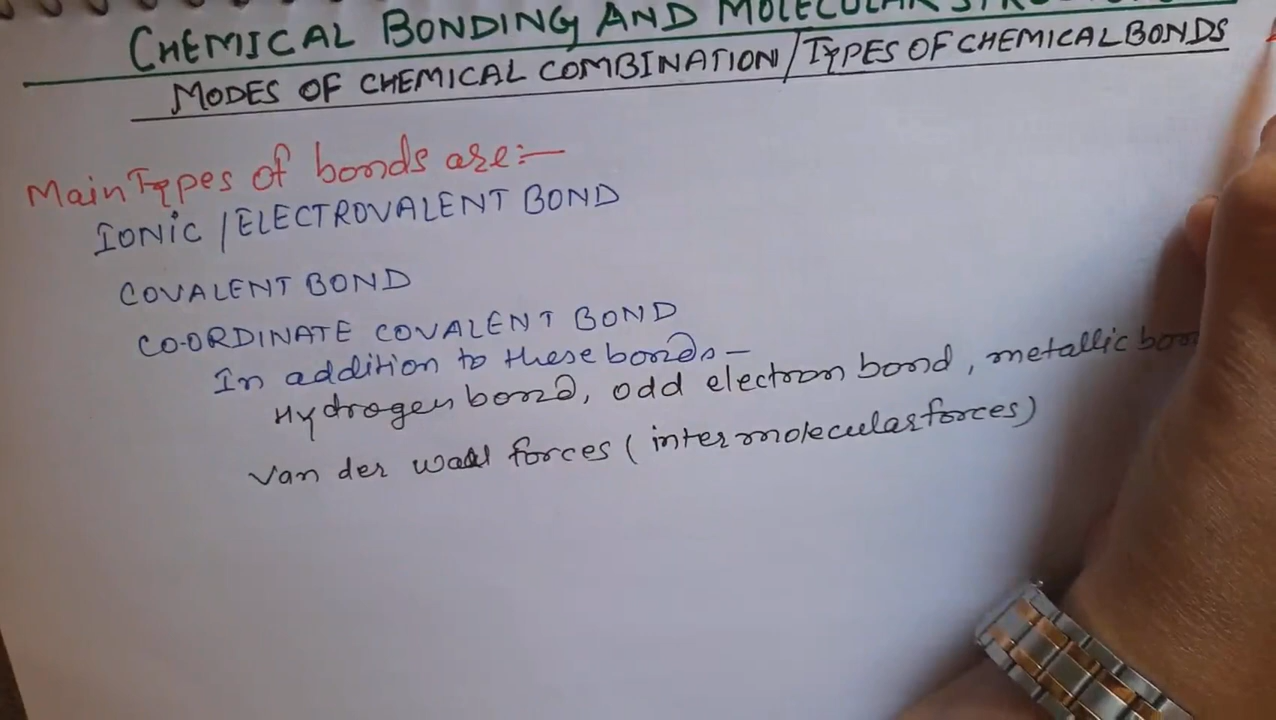 CHEMICAL BONDING AND MOLECULAR
MODES OF CHEMICAL COMBINATION/TYPES OF CHEMICAL BONDS
Main Types of bonds are:-
IONIC /ELECTROVALENT BOND
COVALENT BOND
CO-ORDINATE COVALENT BOND
In addition to these bonds-
Hydrogen bond, odd electron bond, metallic
Van der waal forces (intermolecular forces)